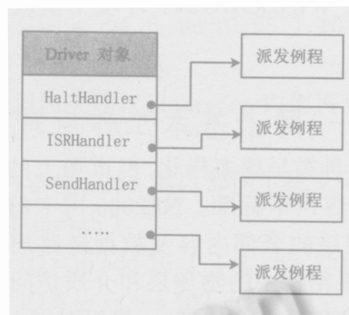 Driver 对象
派发例程
HaltHandler
派发例程
ISRHandler
SendHandler
派发例程
.....
派发例程